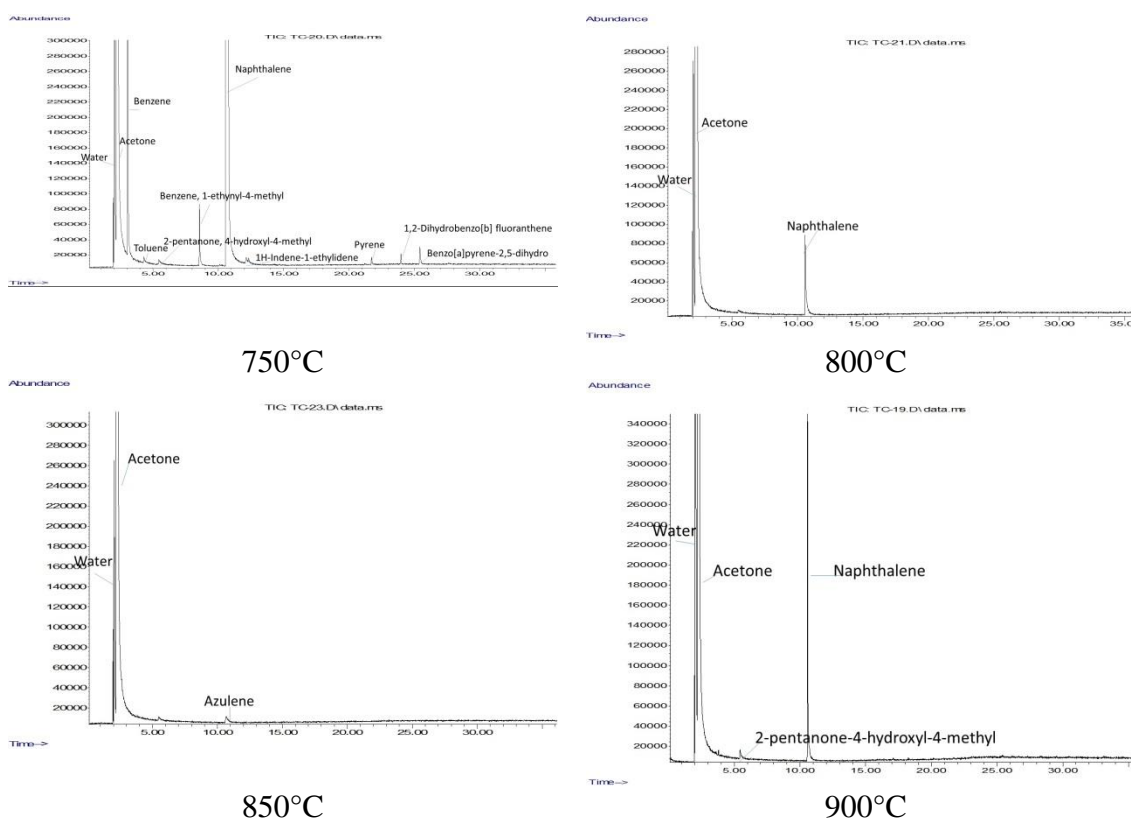 Abundance
TIC: TC-20.D\data.ms
300000
280000
260000
240000
220000
200000
180000
160000
140000
120000
100000
80000
60000
40000
20000
Naphthalene
Benzene
Acetone
Water
Benzene, 1-ethynyl-4-methyl
1,2-Dihydrobenzo[b] fluoranthene
2-pentanone, 4-hydroxyl-4-methyl
Pyrene
Toluene
1H-Indene-1-ethylidene
Benzo[a]pyrene-2,5-dihydro
5.00 10.00 15.00 20.00 25.00 30.00 35.00
Time-->
750°C
Abundance
TIC: TC-21.D\data.ms
280000
260000
240000
220000
200000
180000
160000
140000
120000
100000
80000
60000
40000
20000
Acetone
Water
Naphthalene
5.00 10.00 15.00 20.00 25.00 30.00 35.00
Time-->
800°C
Abundance
TIC: TC-23.D\data.ms
300000
280000
260000
240000
220000
200000
180000
160000
140000
120000
100000
80000
60000
40000
20000
Acetone
Water
Azulene
5.00 10.00 15.00 20.00 25.00 30.00
Time-->
850°C
Abundance
TIC: TC-19.D\data.ms
340000
320000
300000
280000
260000
240000
220000
200000
180000
160000
140000
120000
100000
80000
60000
40000
20000
Water
Acetone
Naphthalene
2-pentanone-4-hydroxyl-4-methyl
5.00 10.00 15.00 20.00 25.00 30.00 35.00
Time-->
900°C